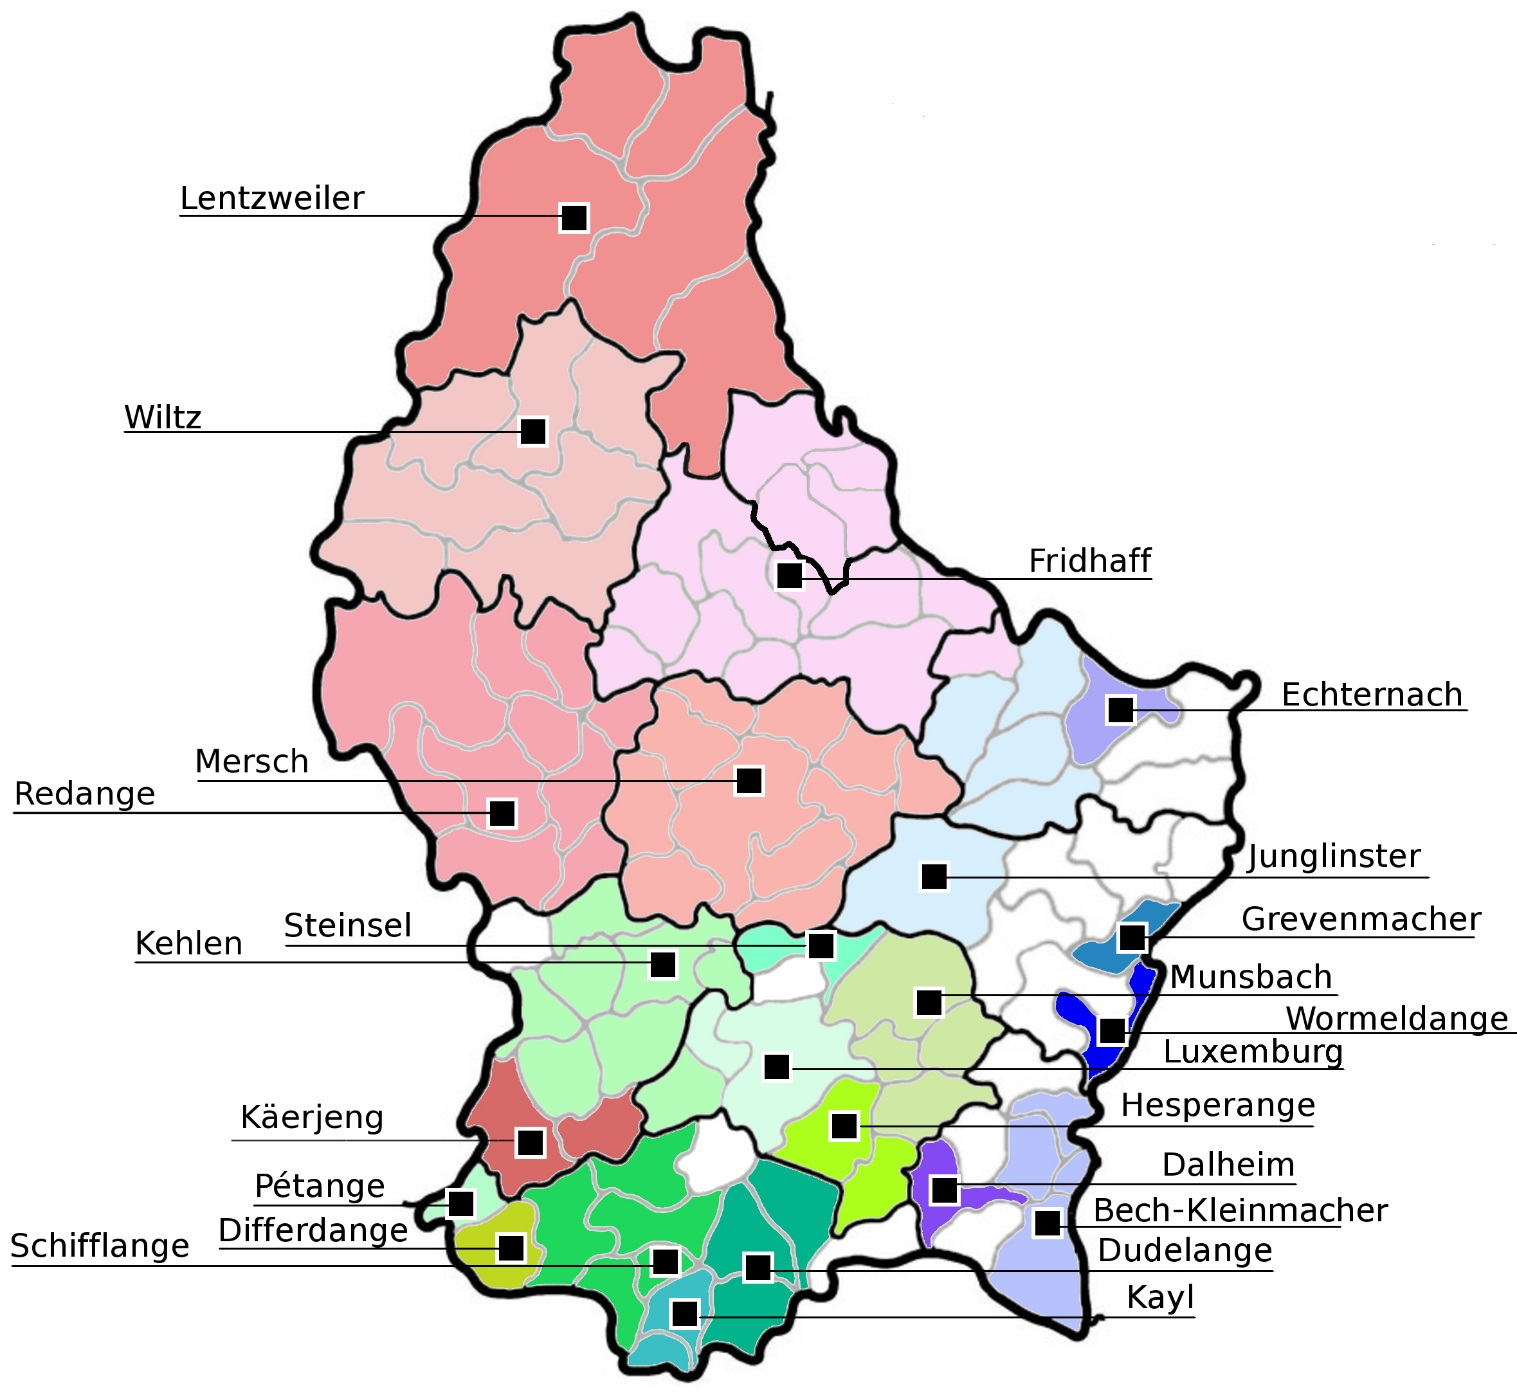 Lentzweiler
Wiltz
Fridhaff
Echternach
Mersch
Redange
Junglinster
Grevenmacher
Steinsel
Kehlen
Munsbach
Wormeldange
Luxemburg
Hesperange
Käerjeng
Dalheim
Pétange
Bech-Kleinmacher
Differdange
Schifflange
Dudelange
Kayl